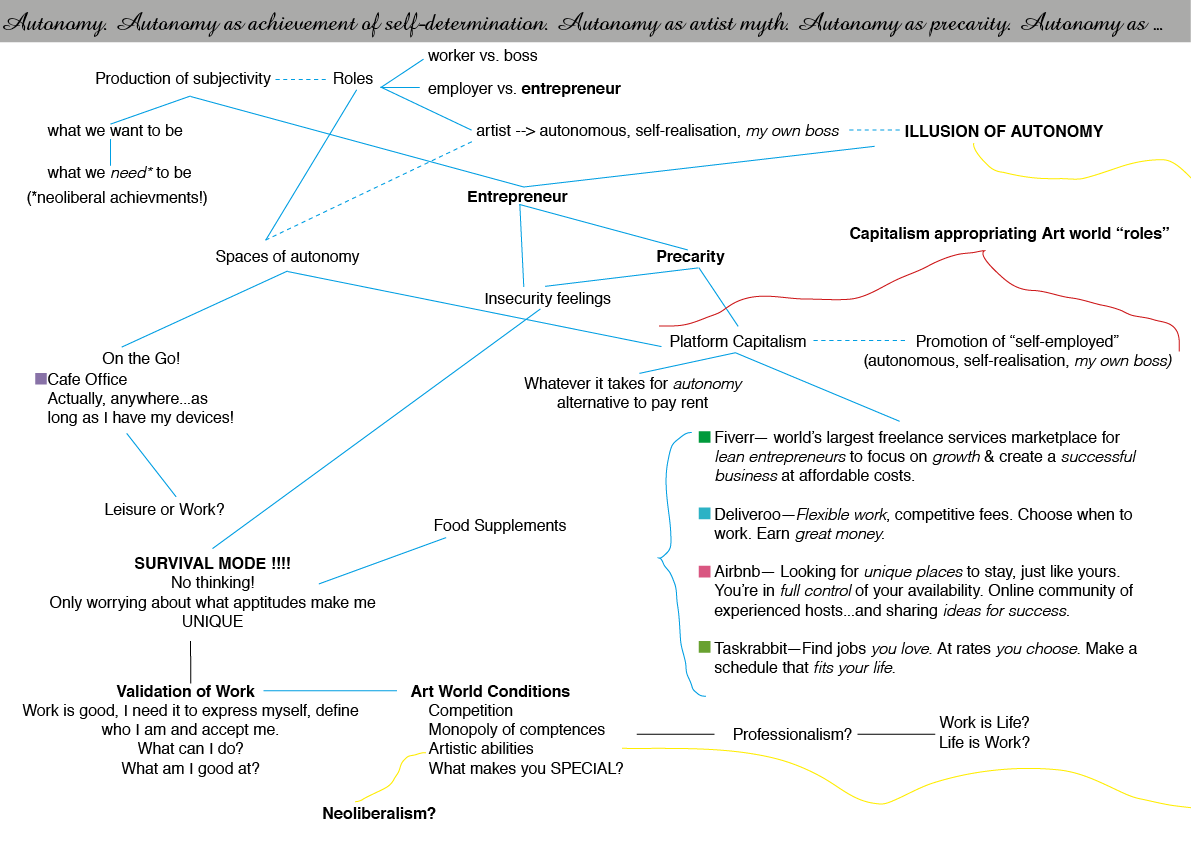 Autonomy. Autonomy as achievement of self-determination. Autonomy as artist myth. Autonomy as precarity. Autonomy as ...
worker vs. boss
Production of subjectivity
Roles
employer vs. entrepreneur
what we want to be
artist --> autonomous, self-realisation, my own boss
ILLUSION OF AUTONOMY
what we need* to be
(*neoliberal achievments!)
Entrepreneur
Capitalism appropriating Art world “roles”
Spaces of autonomy
Precarity
Insecurity feelings
Platform Capitalism
Promotion of “self-employed”
(autonomous, self-realisation, my own boss)
On the Go!
Cafe Office
Actually, anywhere...as
long as I have my devices!
Whatever it takes for autonomy
alternative to pay rent
Fiverr— world’s largest freelance services marketplace for
lean entrepreneurs to focus on growth & create a successful
business at affordable costs.
Leisure or Work?
Food Supplements
Deliveroo—Flexible work, competitive fees. Choose when to
work. Earn great money.
SURVIVAL MODE !!!!
No thinking!
Only worrying about what apptitudes make me
UNIQUE
Airbnb— Looking for unique places to stay, just like yours.
You’re in full control of your availability. Online community of
experienced hosts...and sharing ideas for success.
Taskrabbit—Find jobs you love. At rates you choose. Make a
schedule that fits your life.
Validation of Work
Work is good, I need it to express myself, define
who I am and accept me.
What can I do?
What am I good at?
Art World Conditions
Competition
Monopoly of comptences
Artistic abilities
What makes you SPECIAL?
Professionalism?
Work is Life?
Life is Work?
Neoliberalism?